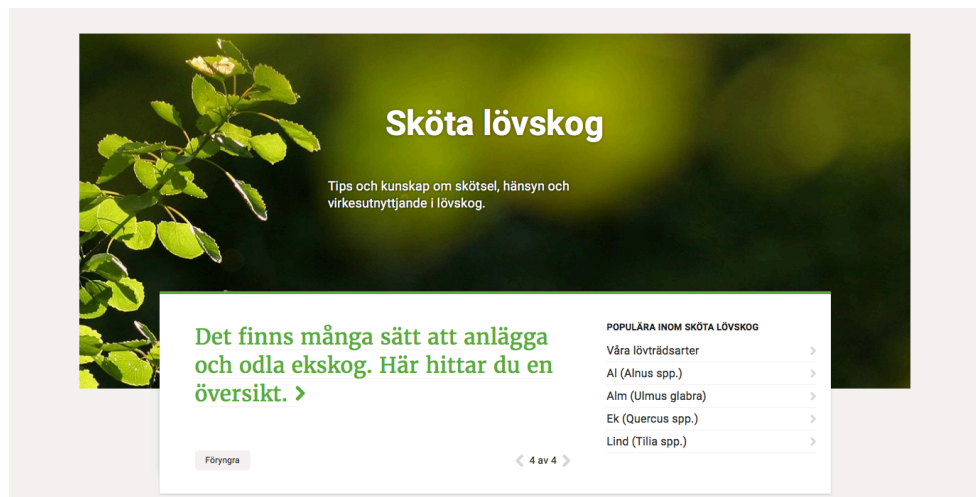 Sköta lövskog
Tips och kunskap om skötsel, hänsyn och
virkesutnyttjande i lövskog.
Det finns många sätt att anlägga
och odla ekskog. Här hittar du en
översikt.
Föryngra
4 av 4
POPULÄRA INOM SKÖTA LÖVSKOG
Våra lövträdsarter
Al (Alnus spp.)
Alm (Ulmus glabra)
Ek (Quercus spp.)
Lind (Tilia spp.)